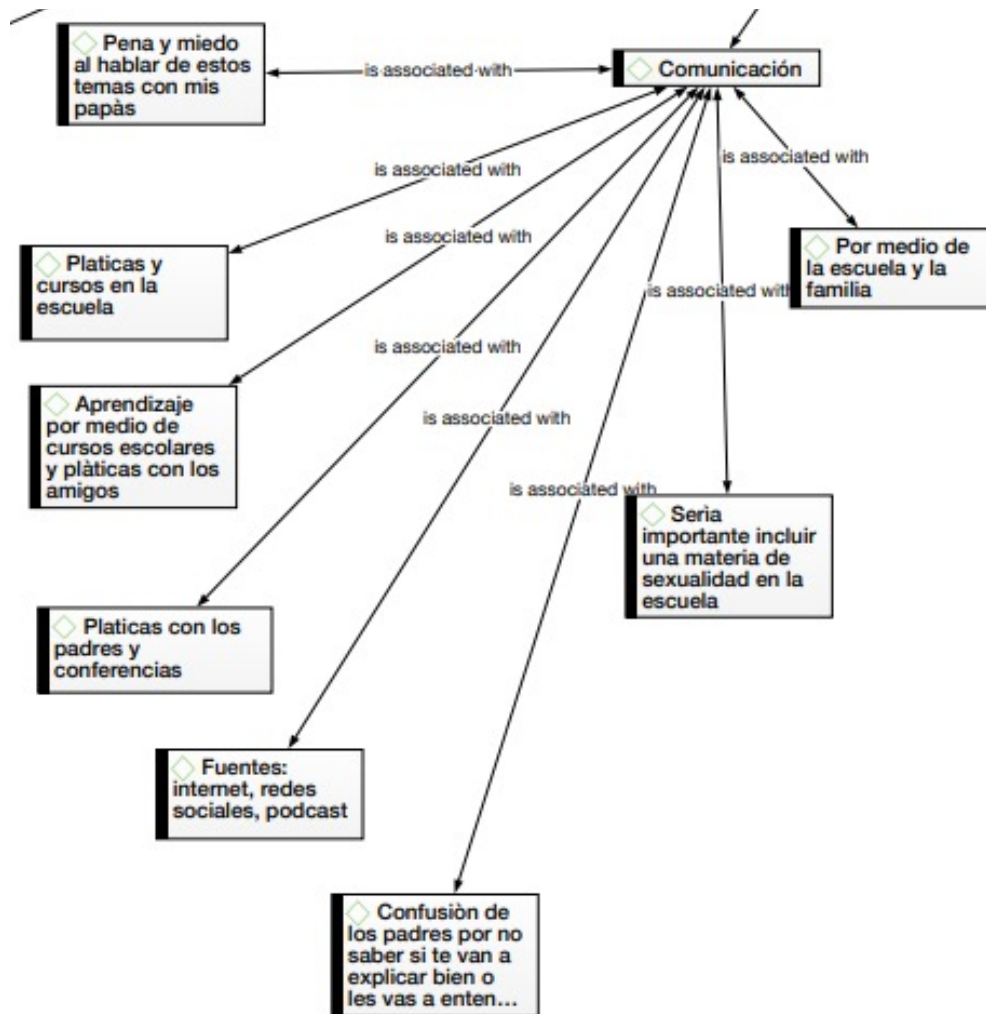 Pena y miedo
al hablar de estos
temas con mis
papàs
is associated with
Comunicación
is associated with
is associated with
Por medio de
la escuela y la
familia
is associated with
Platicas y
cursos en la
escuela
is associated with
is associated with
Aprendizaje
por medio de
cursos escolares
y plàticas con los
amigos
is associated with
is associated with
Serìa
importante incluir
una materia de
sexualidad en la
escuela
Platicas con los
padres y
conferencias
Fuentes:
internet, redes
sociales, podcast
Confusiòn de
los padres por no
saber si te van a
explicar bien o
les vas a enten...